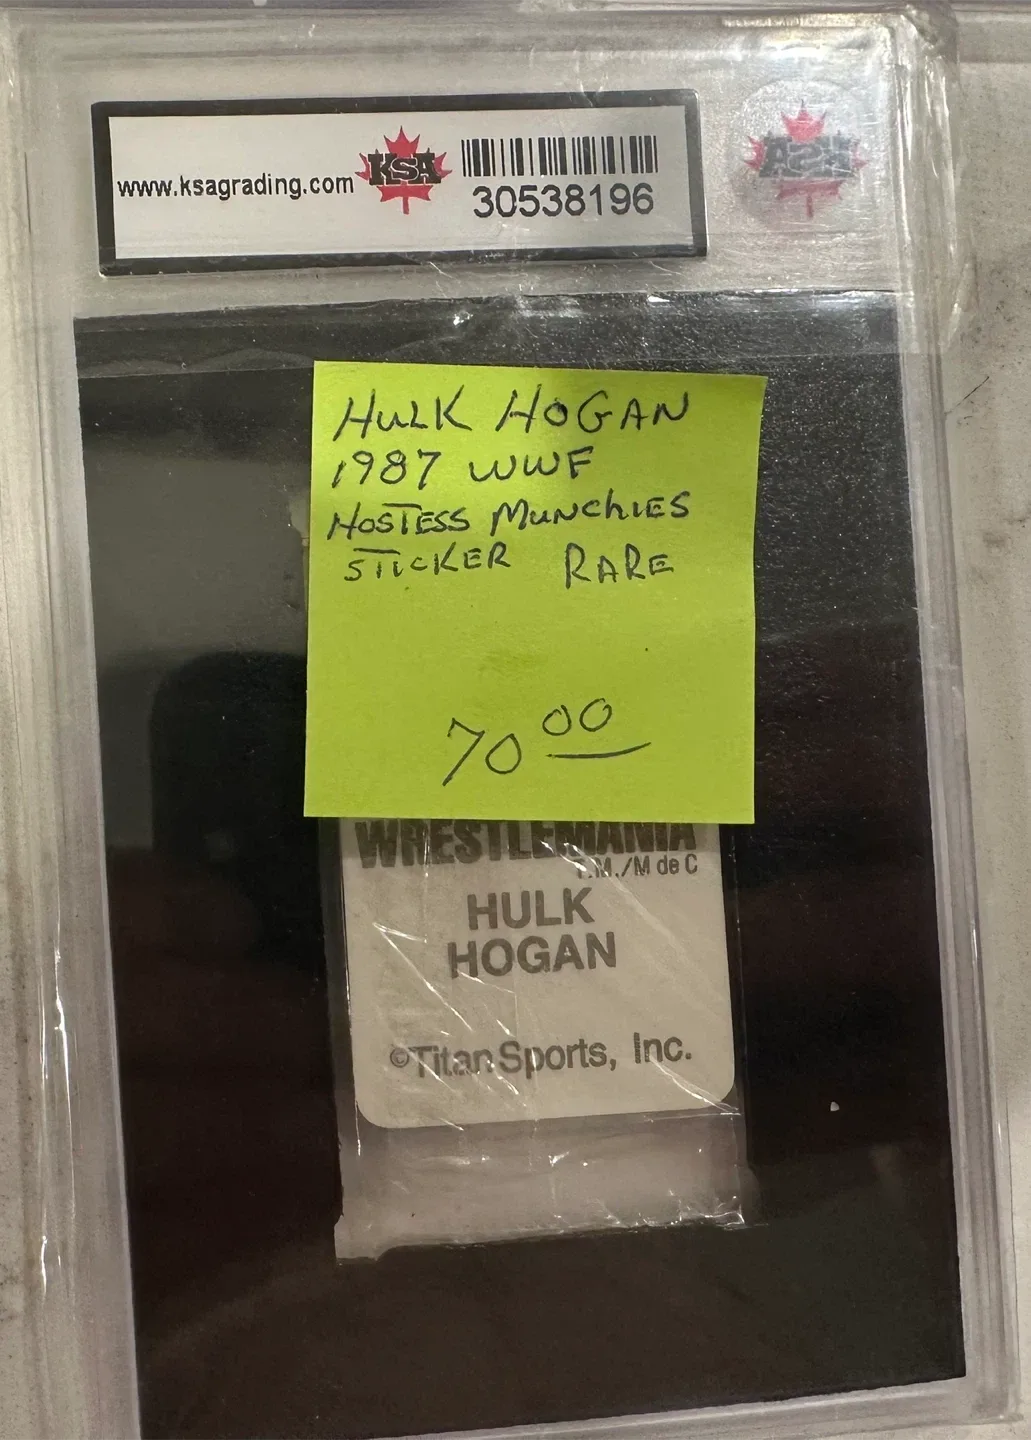 www.ksagrading.com KSA
30538196
KSA
HULK HOGAN
1987 WWF
HOSTESS MUNCHIES
STICKER RARE
70 00
WRESTLEMANIA
T.M./M de C
HULK
HOGAN
©Titan Sports, Inc.